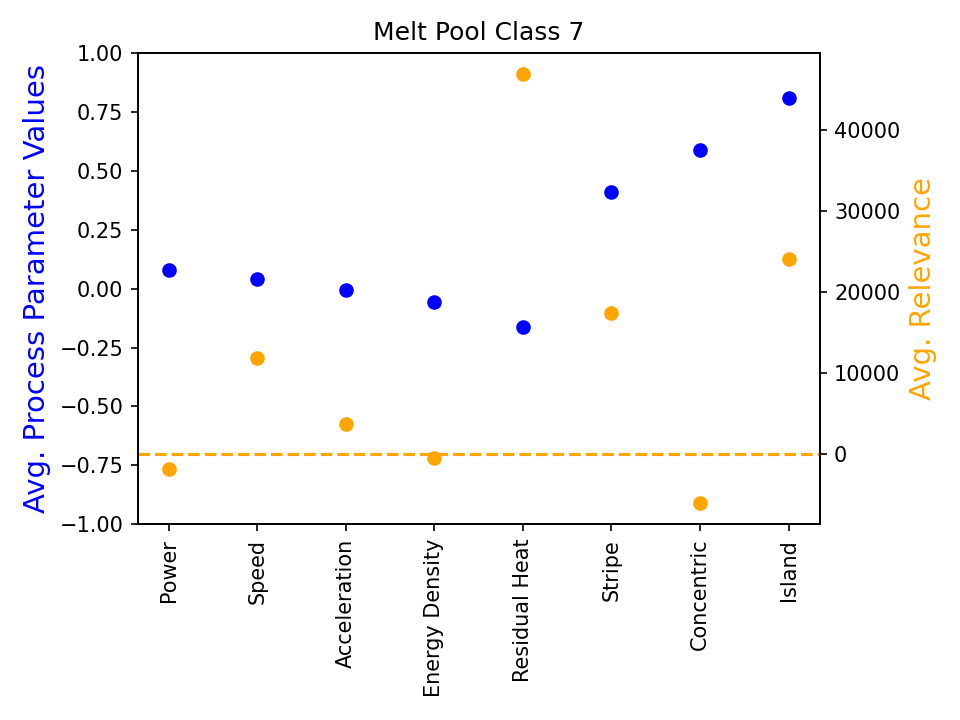 Melt Pool Class 7
Avg. Process Parameter Values
1.00
0.75
0.50
0.25
0.00
−0.25
−0.50
−0.75
−1.00
40000
30000
20000
10000
0
Avg. Relevance
Power
Speed
Acceleration
Energy Density
Residual Heat
Stripe
Concentric
Island